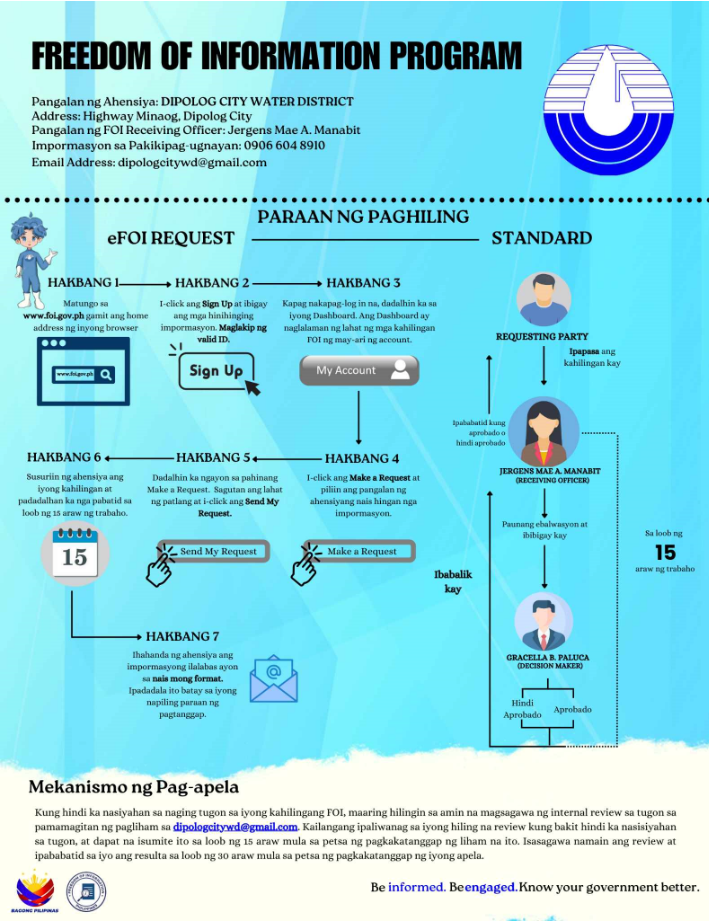 FREEDOM OF INFORMATION PROGRAM
Pangalan ng Ahensiya: DIPOLOG CITY WATER DISTRICT
Address: Highway Minaog, Dipolog City
Pangalan ng FOI Receiving Officer: Jergens Mae A. Manabit
Impormasyon sa Pakikipag-ugnayan: 0906 604 8910
Email Address: dipologcitywd@gmail.com
PARAAN NG PAGHILING
eFOI REQUEST
STANDARD
HAKBANG 1
Matungo sa
www.foi.gov.ph gamit ang home
address ng inyong browser
www.foi.gov.ph
HAKBANG 2
I-click ang Sign Up at ibigay
ang mga hinihinging
impormasyon. Maglakip ng
valid ID.
Sign Up
HAKBANG 3
Kapag nakapag-log in na, dadalhin ka sa
iyong Dashboard. Ang Dashboard ay
naglalaman ng lahat ng mga kahilingan
FOI ng may-ari ng account.
My Account
HAKBANG 4
I-click ang Make a Request at
piliin ang pangalan ng
ahensiyang nais hingan nga
impormasyon.
Make a Request
HAKBANG 5
Dadalhin ka ngayon sa pahinang
Make a Request. Sagutan ang lahat
ng patlang at i-click ang Send My
Request.
Send My Request
HAKBANG 6
Susuriin ng ahensiya ang
iyong kahilingan at
padadalhan ka nga pabatid sa
loob ng 15 araw ng trabaho.
15
HAKBANG 7
Ihahanda ng ahensiya ang
impormasyong ilalabas ayon
sa nais mong format.
Ipadadala ito batay sa iyong
napiling paraan ng
pagtanggap.
@
REQUESTING PARTY
Ipapasa ang
kahilingan kay
Ipababatid kung
aprobado o
hindi aprobado
JERGENS MAE A. MANABIT
(RECEIVING OFFICER)
Paunang ebalwasyon at
ibibigay kay
Sa loob ng
15
araw ng trabaho
Ibabalik
kay
GRACELLA B. PALUCA
(DECISION MAKER)
Hindi
Aprobado
Aprobado
Mekanismo ng Pag-apela
Kung hindi ka nasiyahan sa naging tugon sa iyong kahilingang FOI, maaring hilingin sa amin na magsagawa ng internal review sa tugon sa
pamamagitan ng pagliham sa dipologcitywd@gmail.com. Kailangang ipaliwanag sa iyong hiling na review kung bakit hindi ka nasisiyahan
sa tugon, at dapat na isumite ito sa loob ng 15 araw mula sa petsa ng pagkakatanggap ng liham na ito. Isasagawa namain ang review at
ipababatid sa iyo ang resulta sa loob ng 30 araw mula sa petsa ng pagkakatanggap ng iyong apela.
BAGONG PILIPINAS
Be informed. Be engaged. Know your government better.